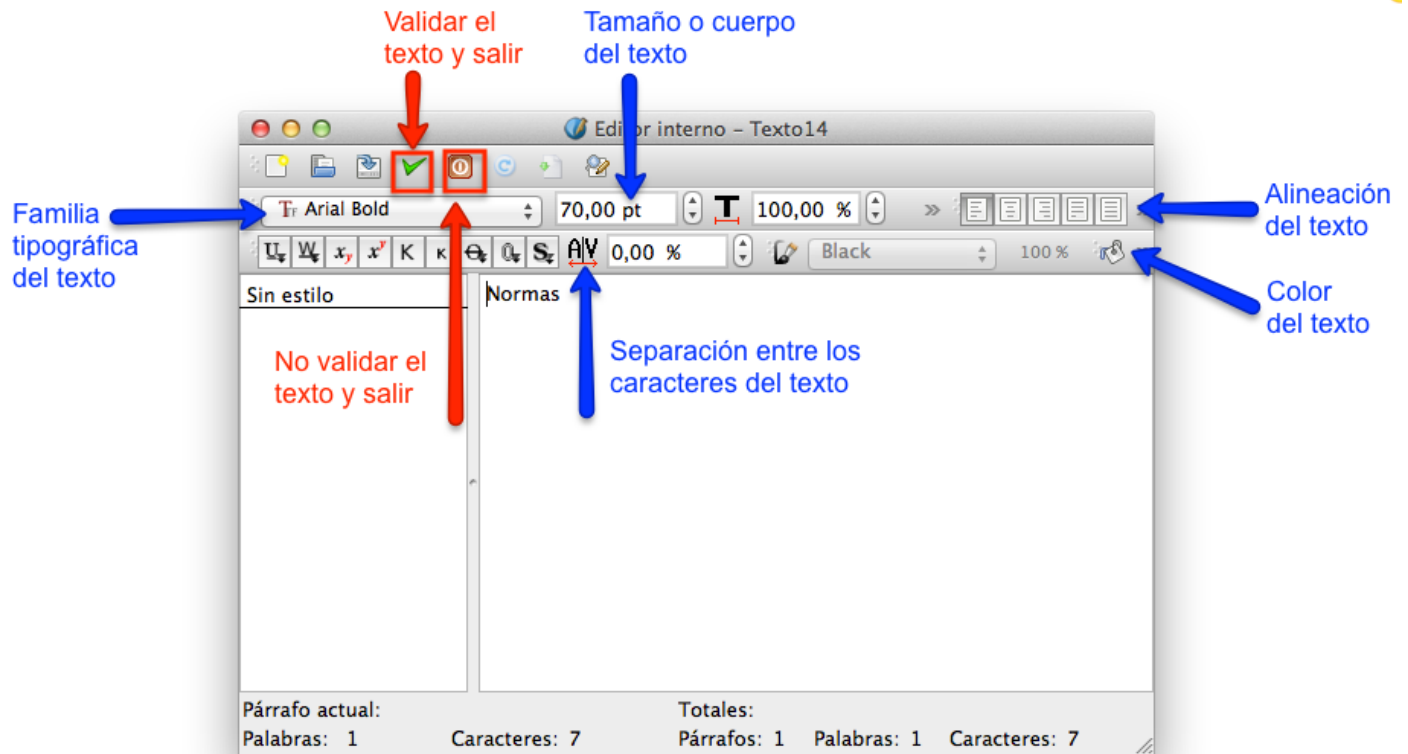 Validar el
texto y salir
Tamaño o cuerpo
del texto
Editor interno – Texto14
Familia
tipográfica
del texto
Arial Bold
70,00 pt
100,00 %
Alineación
del texto
0,00 %
Black
100 %
Color
del texto
Sin estilo
Normas
No validar el
texto y salir
Separación entre los
caracteres del texto
Párrafo actual:
Totales:
Palabras: 1 Caracteres: 7
Párrafos: 1 Palabras: 1 Caracteres: 7